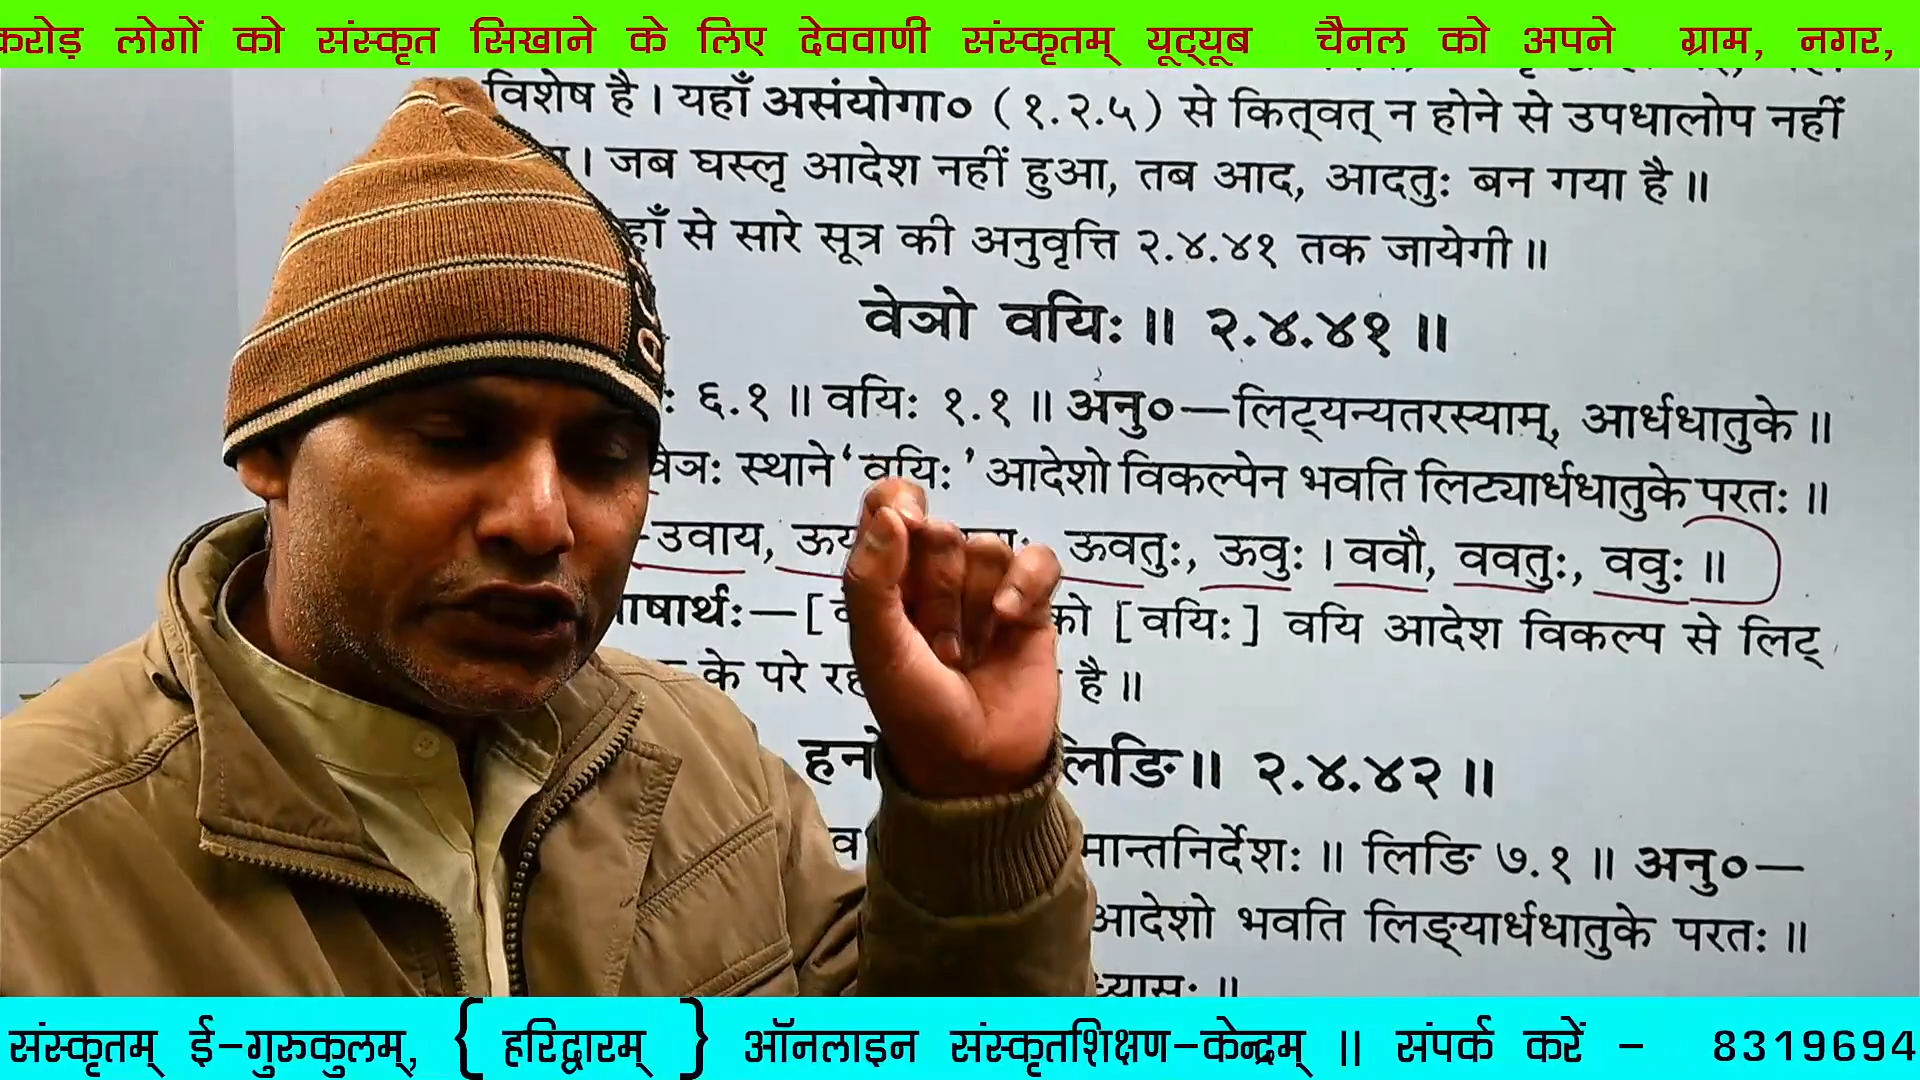 करोड़ लोगों को संस्कृत सिखाने के लिए देववाणी संस्कृतम् यूट्यूब चैनल को अपने ग्राम, नगर,
विशेष है । यहाँ असंयोगा० (१.२.५) से कित्वत् न होने से उपधालोप नहीं
। जब घस्लृ आदेश नहीं हुआ, तब आद, आदतुः बन गया है ॥
से सारे सूत्र की अनुवृत्ति २.४.४१ तक जायेगी ॥
वेञो वयिः ॥ २.४.४१ ॥
६.१ ॥ वयिः १.१ ॥ अनु०—लिट्यन्यतरस्याम्, आर्धधातुके ॥
वेञः स्थाने 'वयिः' आदेशो विकल्पेन भवति लिट्यार्धधातुके परतः ॥
उवाय, ऊवतुः, ऊवुः । ववौ, ववतुः, ववुः ॥
भाषार्थः—[ को [वयिः] वयि आदेश विकल्प से लिट्
के परे है ॥
लिङि ॥ २.४.४२ ॥
मान्तनिर्देशः ॥ लिङि ७.१ ॥ अनु०—
आदेशो भवति लिङ्यार्धधातुके परतः ॥
संस्कृतम् ई-गुरुकुलम्, { हरिद्वारम् } ऑनलाइन संस्कृतशिक्षण-केन्द्रम् ॥ संपर्क करें - 8319694